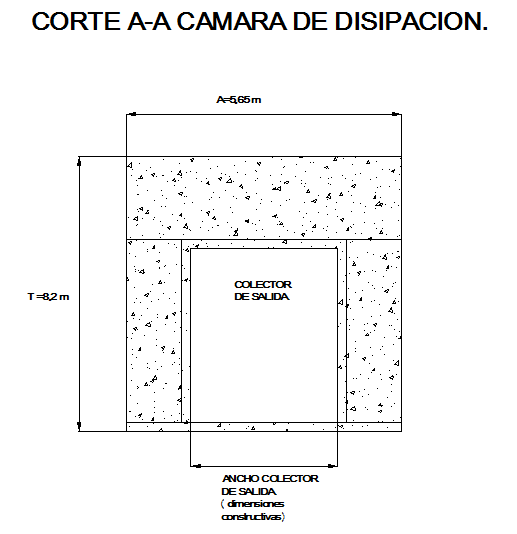 CORTE A-A CAMARA DE DISIPACION.
A=5,65 m
T =8,2 m
COLECTOR
DE SALIDA.
ANCHO COLECTOR
DE SALIDA.
( dimensiones
constructivas)